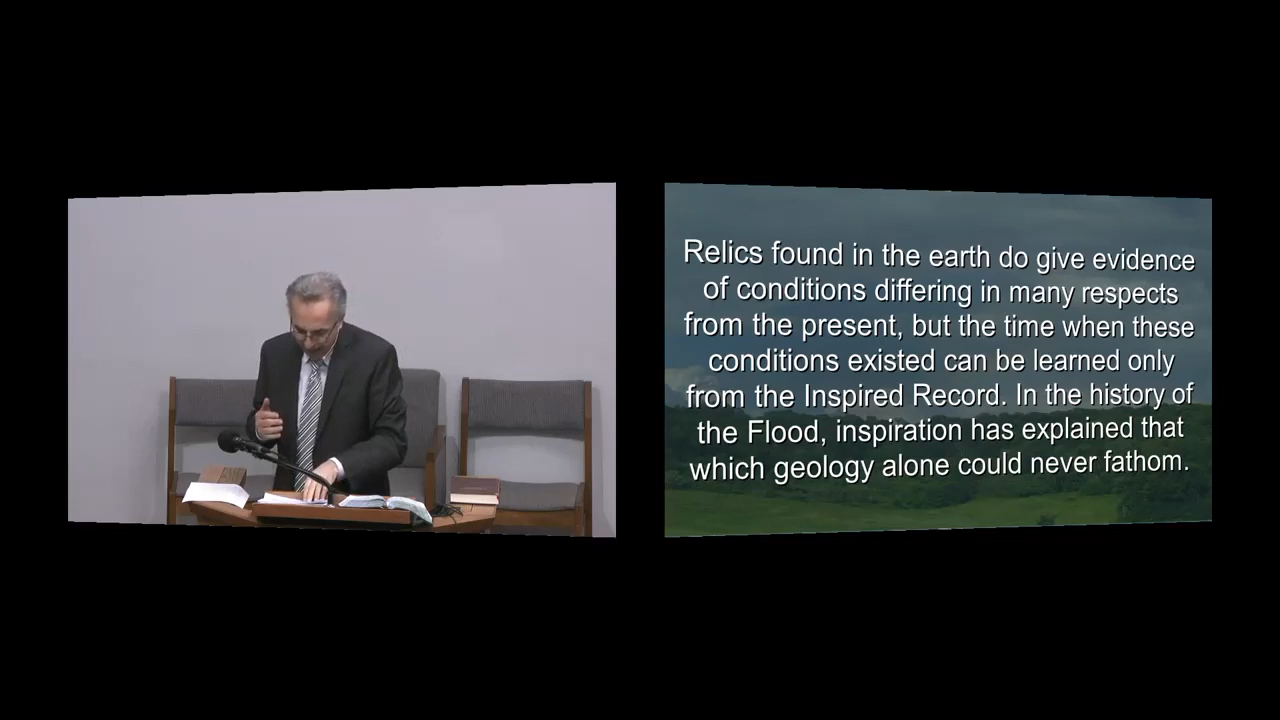 Relics found in the earth do give evidence
of conditions differing in many respects
from the present, but the time when these
conditions existed can be learned only
from the Inspired Record. In the history of
the Flood, inspiration has explained that
which geology alone could never fathom.